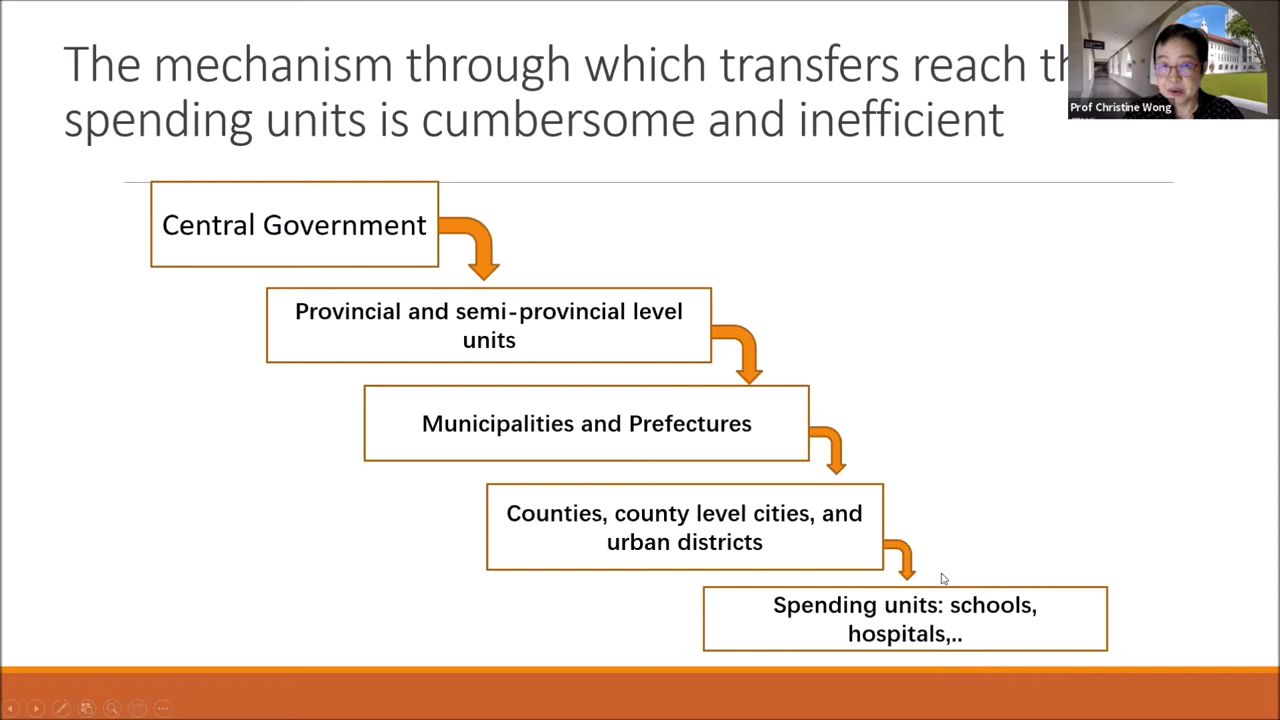 The mechanism through which transfers reach th
spending units is cumbersome and inefficient
Prof Christine Wong
Central Government
Provincial and semi-provincial level
units
Municipalities and Prefectures
Counties, county level cities, and
urban districts
Spending units: schools,
hospitals,..